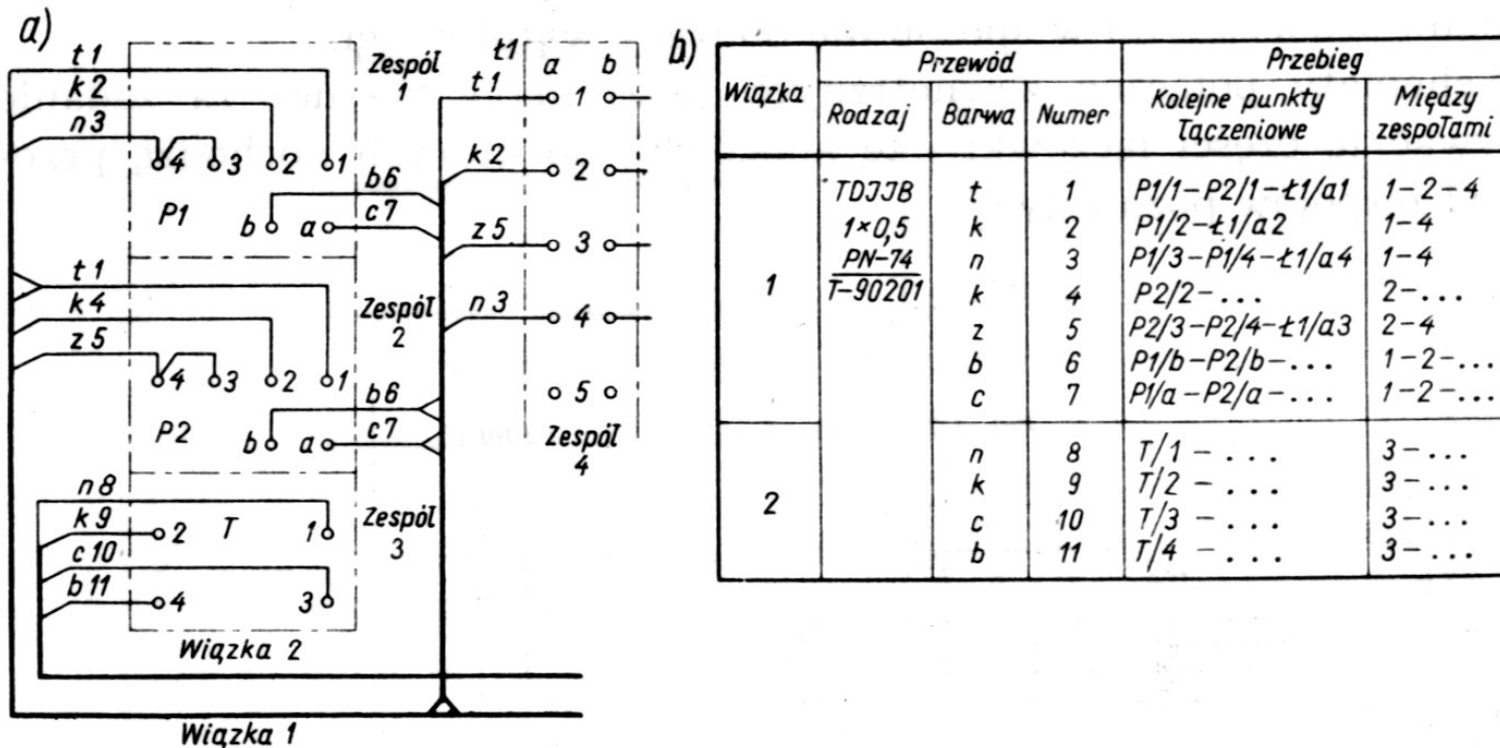 a)
t1
k2
n3
4 3 2 1
P1
b a
b6
c7
Zespół
1
t1
k4
z5
4 3 2 1
P2
b a
b6
c7
Zespół
2
n8
k9
c10
b11
2 T 1
4 3
Zespół
3
Wiązka 2
Wiązka 1
ł1
a b
t1 1
k2 2
z5 3
n3 4
5
Zespół
4
b)
Wiązka Przewód Przebieg
Rodzaj Barwa Numer Kolejne punkty łączeniowe Między zespołami
1 TDJJB 1×0,5 PN-74/T-90201
t 1 P1/1-P2/1-Ł1/a1 1-2-4
k 2 P1/2-Ł1/a2 1-4
n 3 P1/3-P1/4-Ł1/a4 1-4
k 4 P2/2-... 2-...
z 5 P2/3-P2/4-Ł1/a3 2-4
b 6 P1/b-P2/b-... 1-2-...
c 7 P1/a-P2/a-... 1-2-...
2
n 8 T/1 - ... 3-...
k 9 T/2 - ... 3-...
c 10 T/3 - ... 3-...
b 11 T/4 - ... 3-...